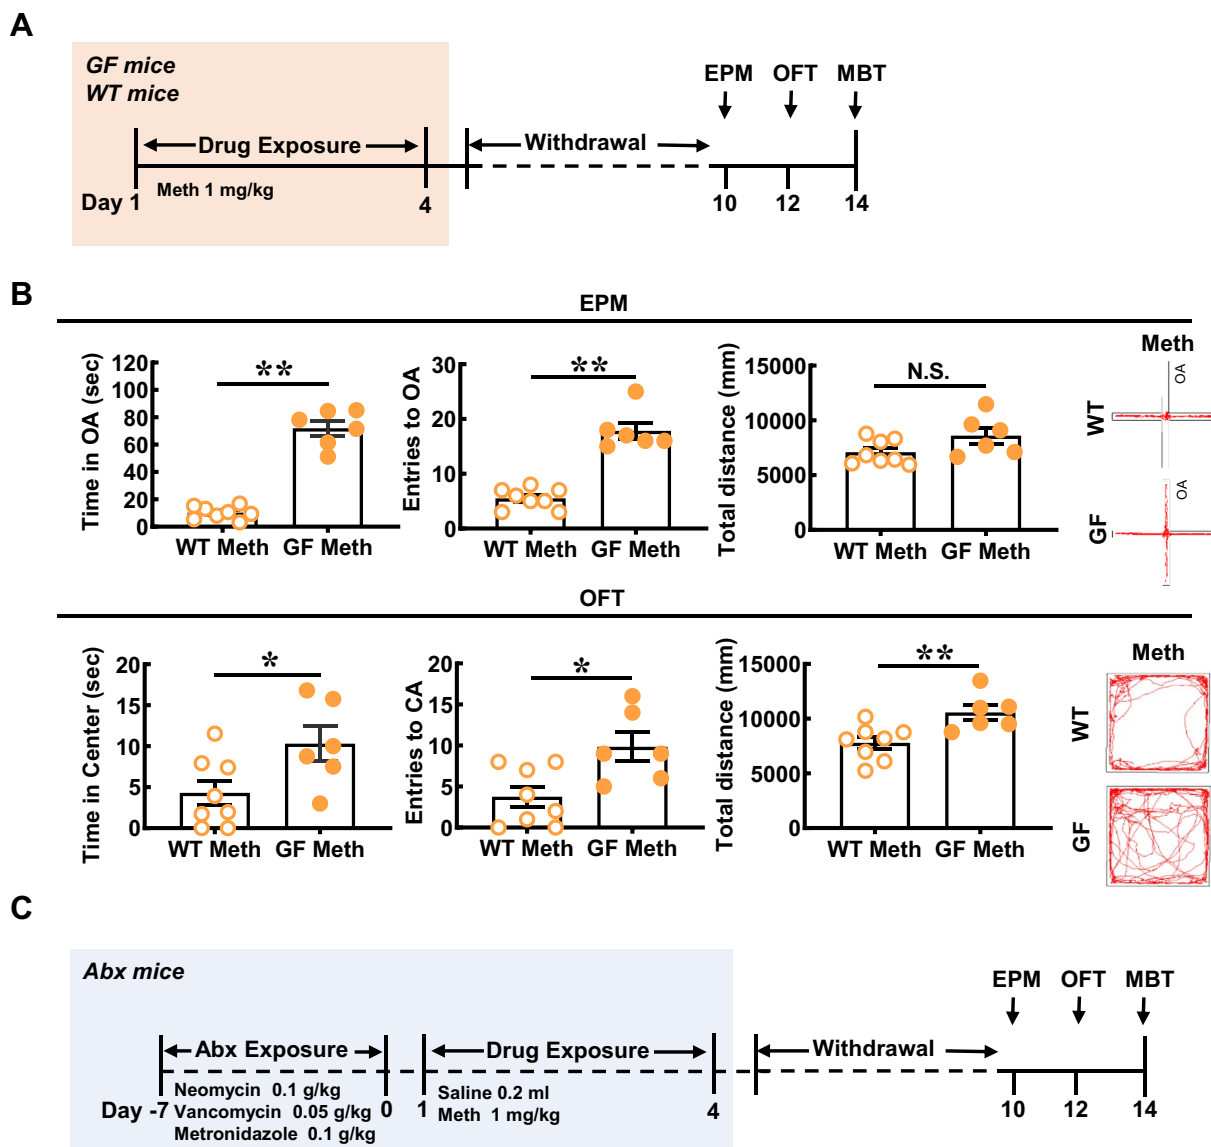 A
GF mice
WT mice
EPM OFT MBT
Drug Exposure
Withdrawal
Meth 1 mg/kg
Day 1
4
10
12
14
B
EPM
Time in OA (sec)
120
100
80
60
40
20
0
**
WT Meth GF Meth
Entries to OA
30
20
10
0
**
WT Meth GF Meth
Total distance (mm)
15000
10000
5000
0
N.S.
WT Meth GF Meth
Meth
OA
WT
OA
GF
OFT
Time in Center (sec)
20
15
10
5
0
*
WT Meth GF Meth
Entries to CA
20
15
10
5
0
*
WT Meth GF Meth
Total distance (mm)
15000
10000
5000
0
**
WT Meth GF Meth
Meth
WT
GF
C
Abx mice
EPM OFT MBT
Abx Exposure
Drug Exposure
Withdrawal
Neomycin 0.1 g/kg
Vancomycin 0.05 g/kg
Metronidazole 0.1 g/kg
Saline 0.2 ml
Meth 1 mg/kg
Day -7
0
1
4
10
12
14